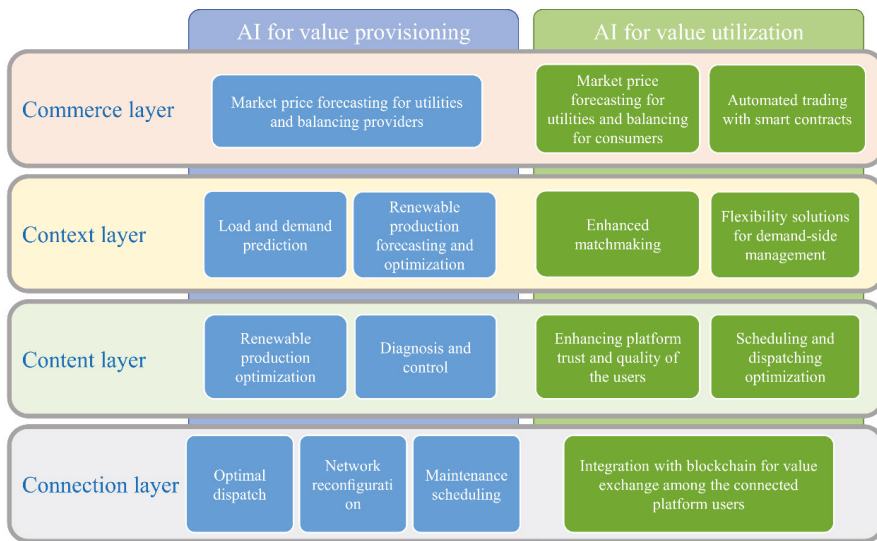 AI for value provisioning
AI for value utilization
Commerce layer
Market price forecasting for utilities
and balancing providers
Market price
forecasting for
utilities and balancing
for consumers
Automated trading
with smart contracts
Context layer
Load and demand
prediction
Renewable
production
forecasting and
optimization
Enhanced
matchmaking
Flexibility solutions
for demand-side
management
Content layer
Renewable
production
optimization
Diagnosis and
control
Enhancing platform
trust and quality of
the users
Scheduling and
dispatching
optimization
Connection layer
Optimal
dispatch
Network
reconfigurati
on
Maintenance
scheduling
Integration with blockchain for value
exchange among the connected
platform users